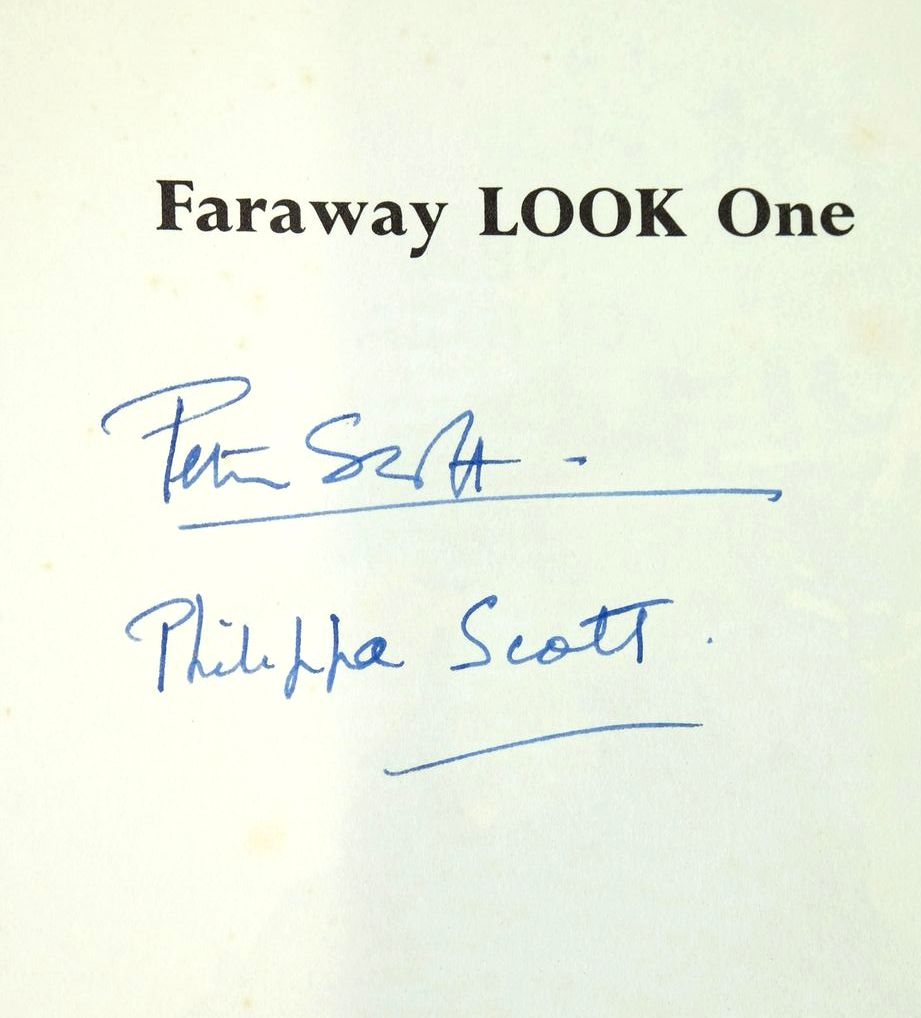 Faraway LOOK One
Peter Scott -
Philippa Scott .